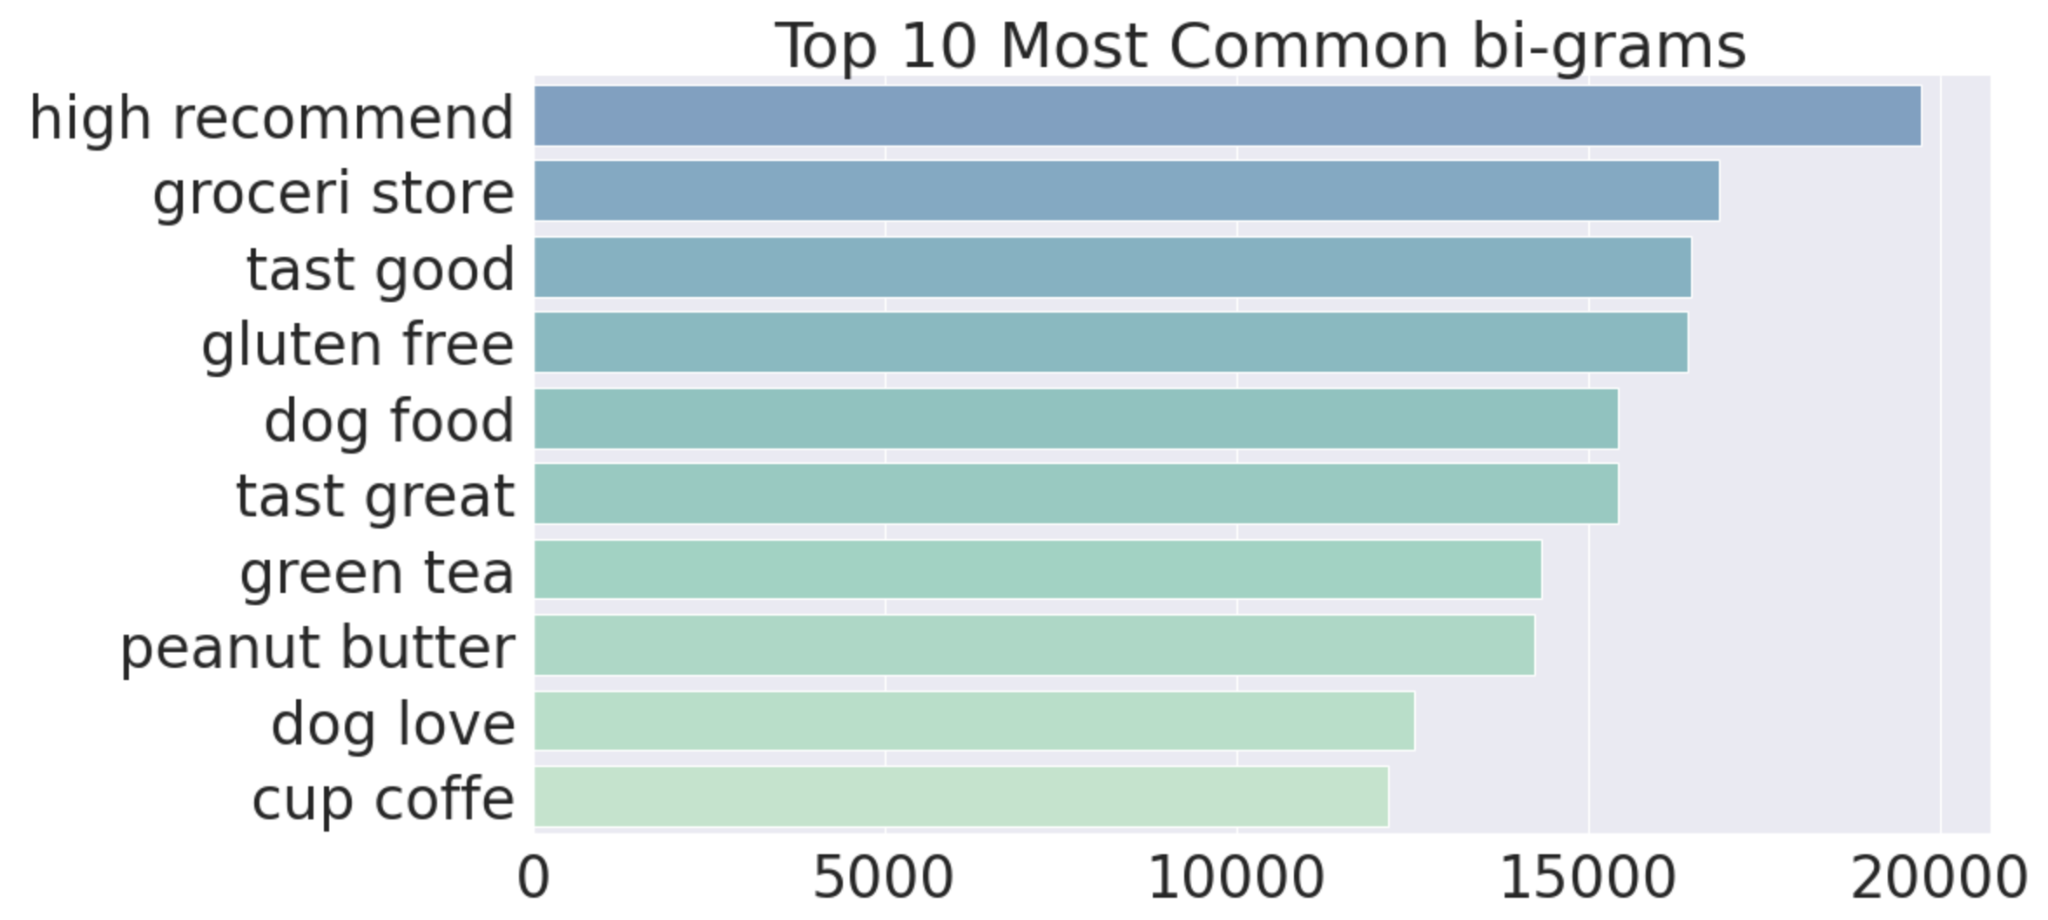 Top 10 Most Common bi-grams
high recommend
groceri store
tast good
gluten free
dog food
tast great
green tea
peanut butter
dog love
cup coffe
0 5000 10000 15000 20000